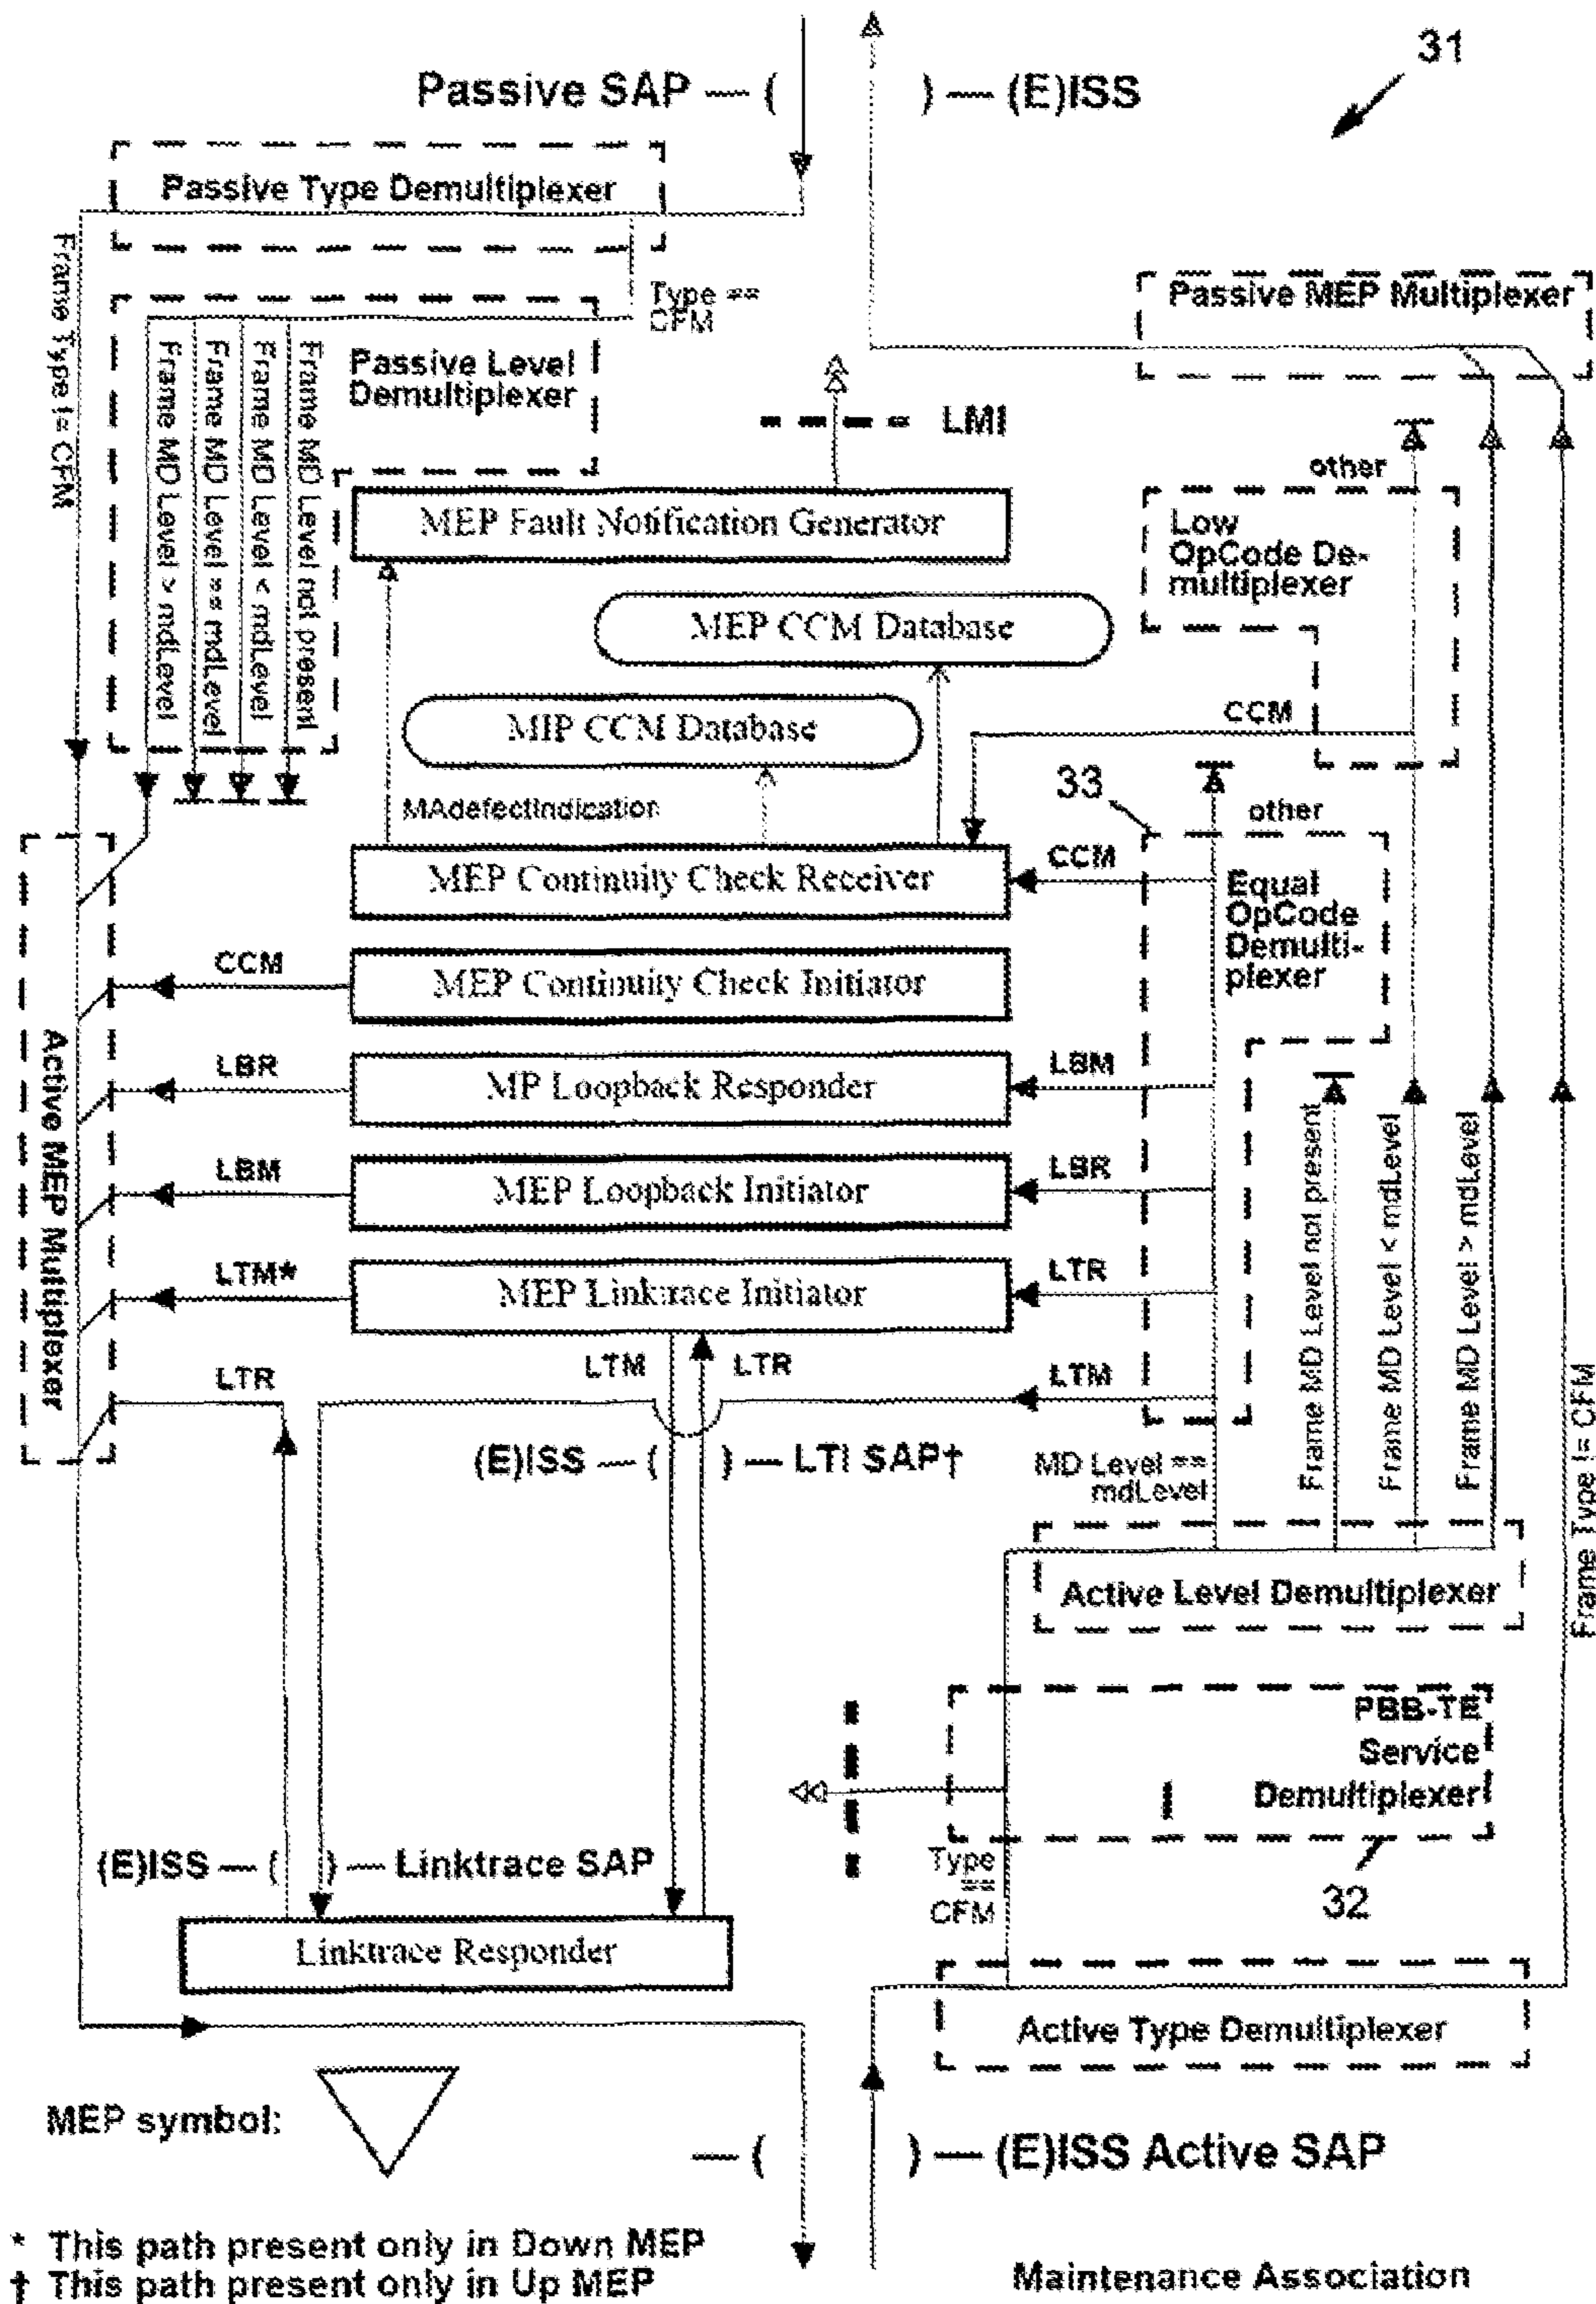 31
Passive SAP — ( ) — (E)ISS
Passive Type Demultiplexer
Frame Type != CFM
Type ==
CFM
Passive MEP Multiplexer
Passive Level
Demultiplexer
Frame MD Level > mdLevel
Frame MD Level == mdLevel
Frame MD Level < mdLevel
Frame MD Level not present
LMI
other
MEP Fault Notification Generator
Low
OpCode De-
multiplexer
MEP CCM Database
MIP CCM Database
CCM
33
MAdefectIndication
other
MEP Continuity Check Receiver
CCM
Equal
OpCode
Demulti-
plexer
CCM
MEP Continuity Check Initiator
Active MEP Multiplexer
LBR
MP Loopback Responder
LBM
LBM
MEP Loopback Initiator
LBR
LTM*
MEP Linktrace Initiator
LTR
Frame MD Level not present
Frame MD Level < mdLevel
Frame MD Level > mdLevel
Frame Type != CFM
LTR
LTM
LTR
LTM
(E)ISS — ( ) — LTI SAP†
MD Level ==
mdLevel
Active Level Demultiplexer
PBB-TE
Service
Demultiplexer
(E)ISS — ( ) — Linktrace SAP
Type
==
CFM
32
Linktrace Responder
Active Type Demultiplexer
MEP symbol:
— ( ) — (E)ISS Active SAP
* This path present only in Down MEP
† This path present only in Up MEP
Maintenance Association